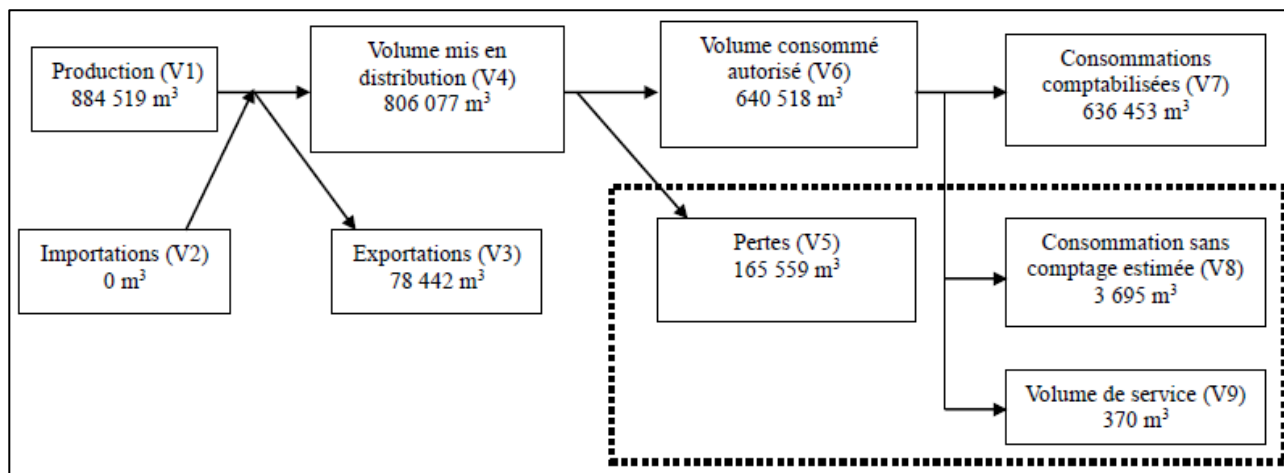 Production (V1)
884 519 m³
Volume mis en
distribution (V4)
806 077 m³
Volume consommé
autorisé (V6)
640 518 m³
Consommations
comptabilisées (V7)
636 453 m³
Importations (V2)
0 m³
Exportations (V3)
78 442 m³
Pertes (V5)
165 559 m³
Consommation sans
comptage estimée (V8)
3 695 m³
Volume de service (V9)
370 m³